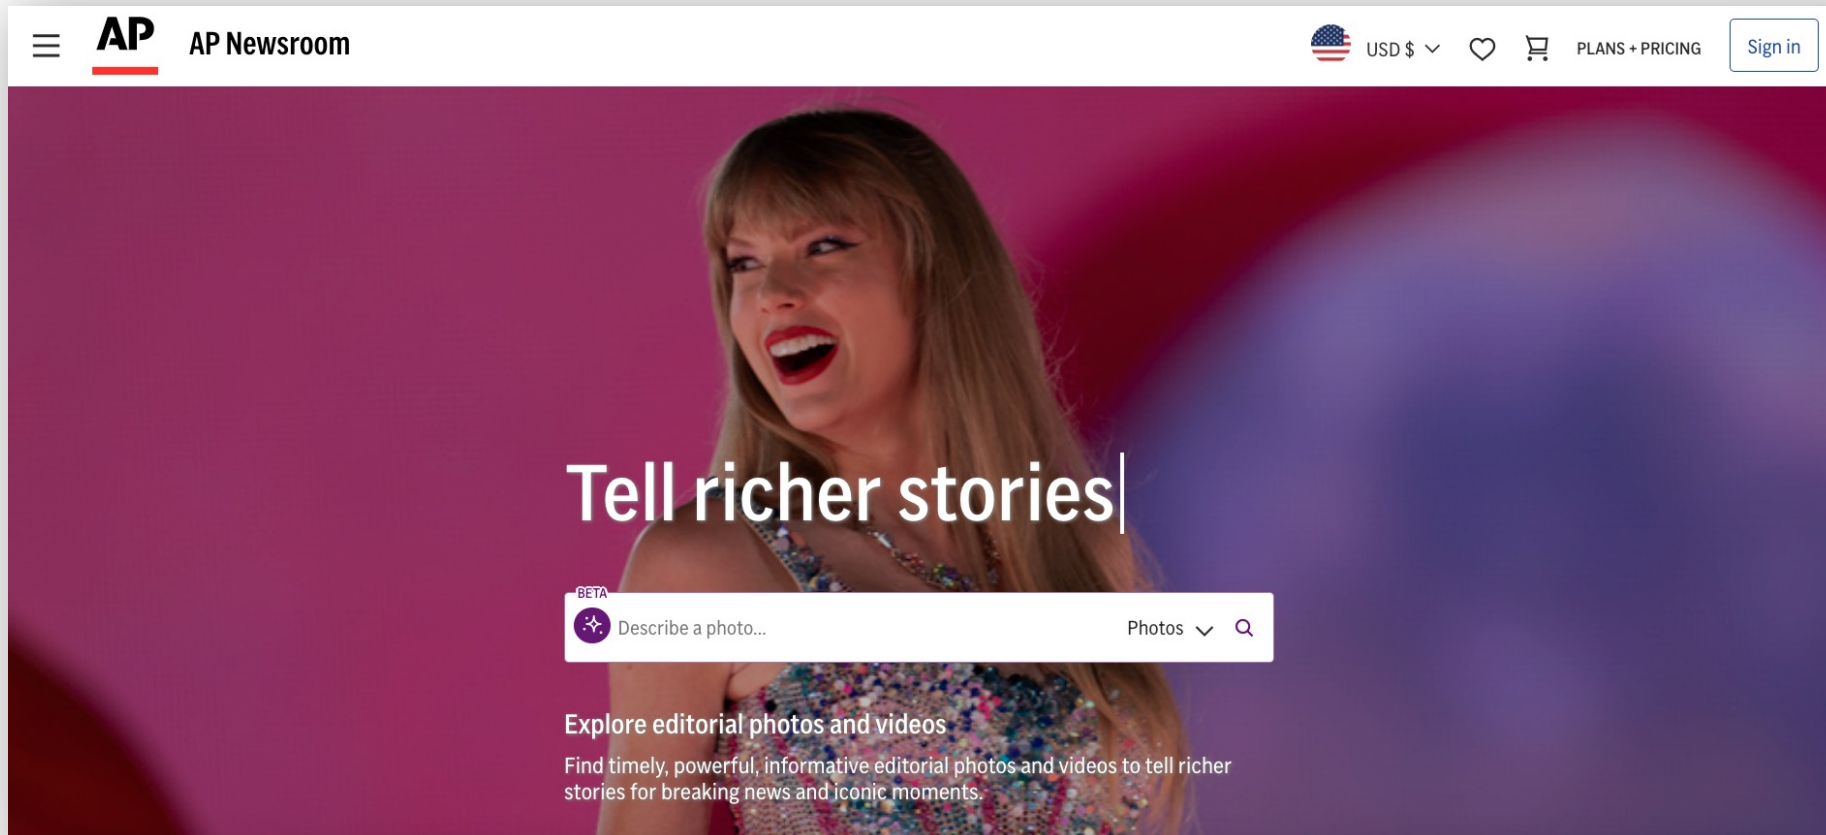 AP
AP Newsroom
USD $
PLANS + PRICING
Sign in
Tell richer stories
BETA
Describe a photo...
Photos
Explore editorial photos and videos
Find timely, powerful, informative editorial photos and videos to tell richer
stories for breaking news and iconic moments.